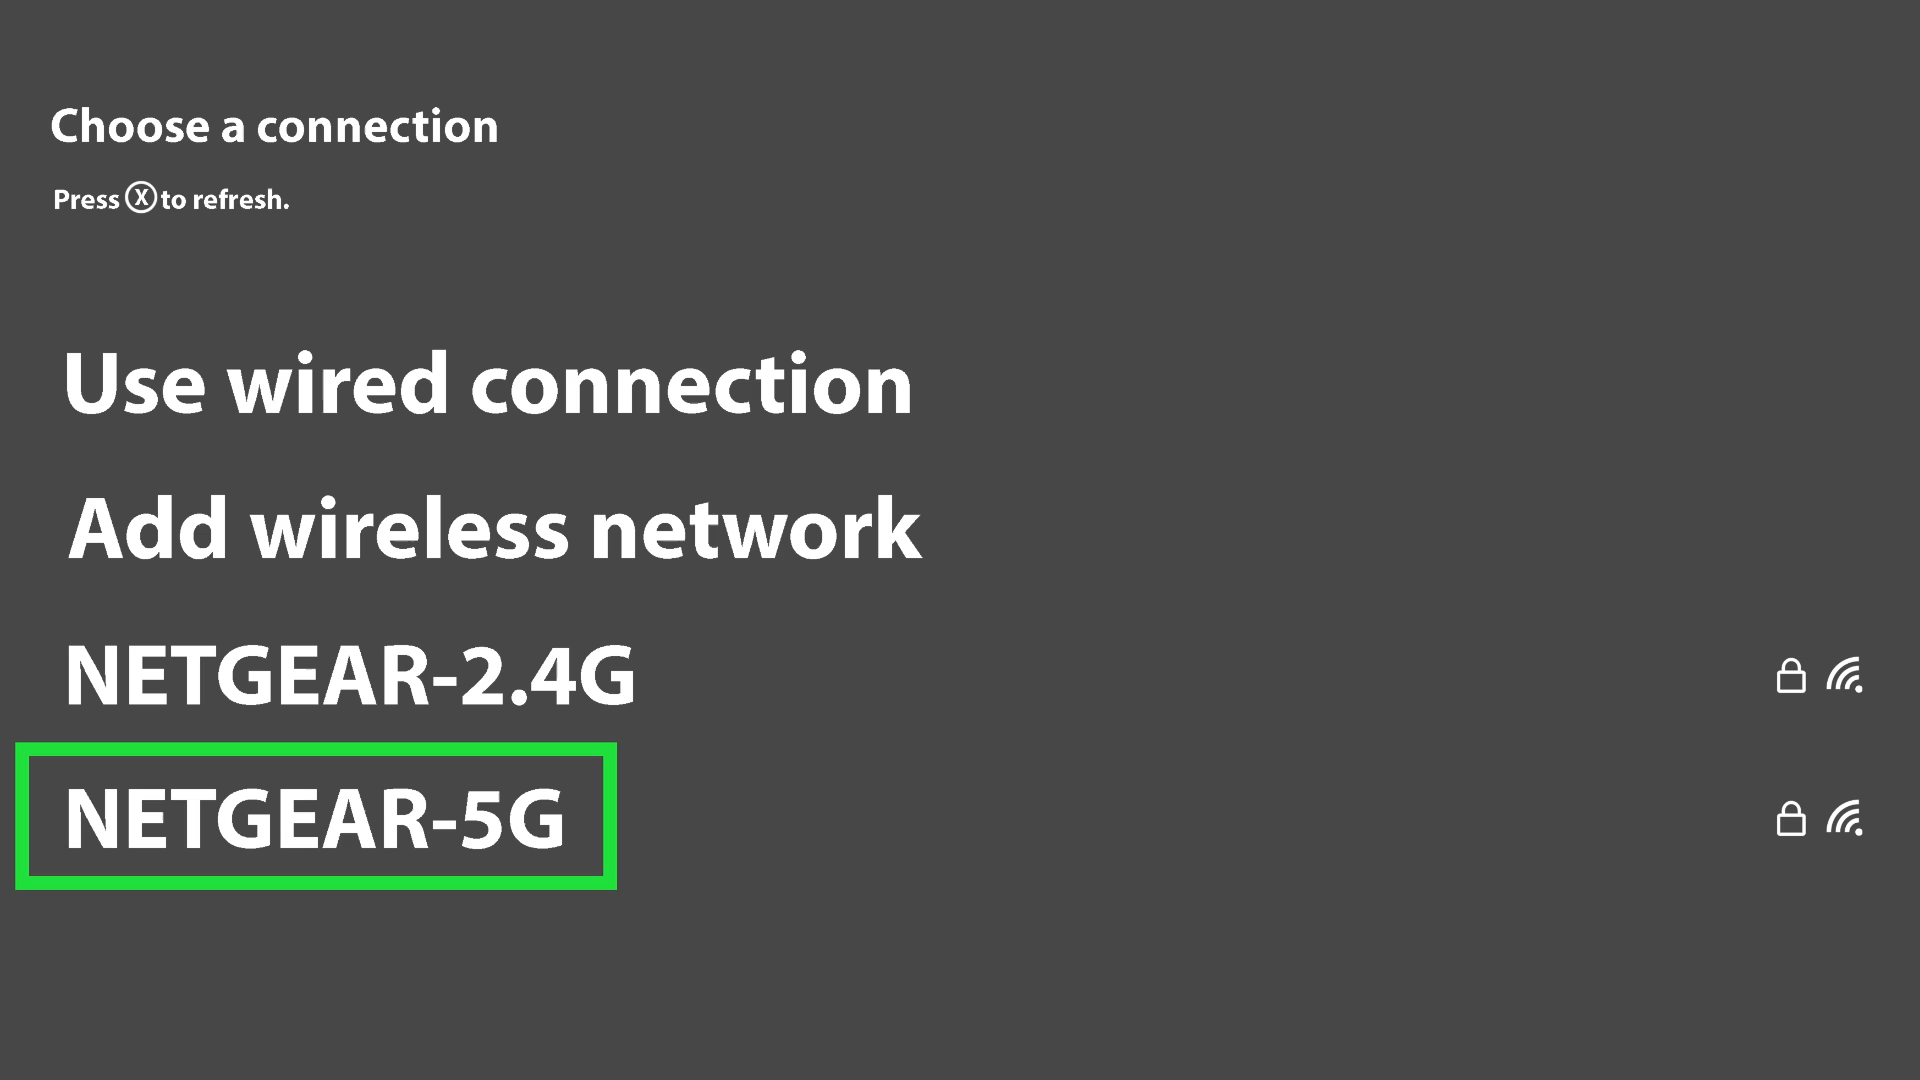 Choose a connection
Press Ⓧ to refresh.
Use wired connection
Add wireless network
NETGEAR-2.4G
NETGEAR-5G